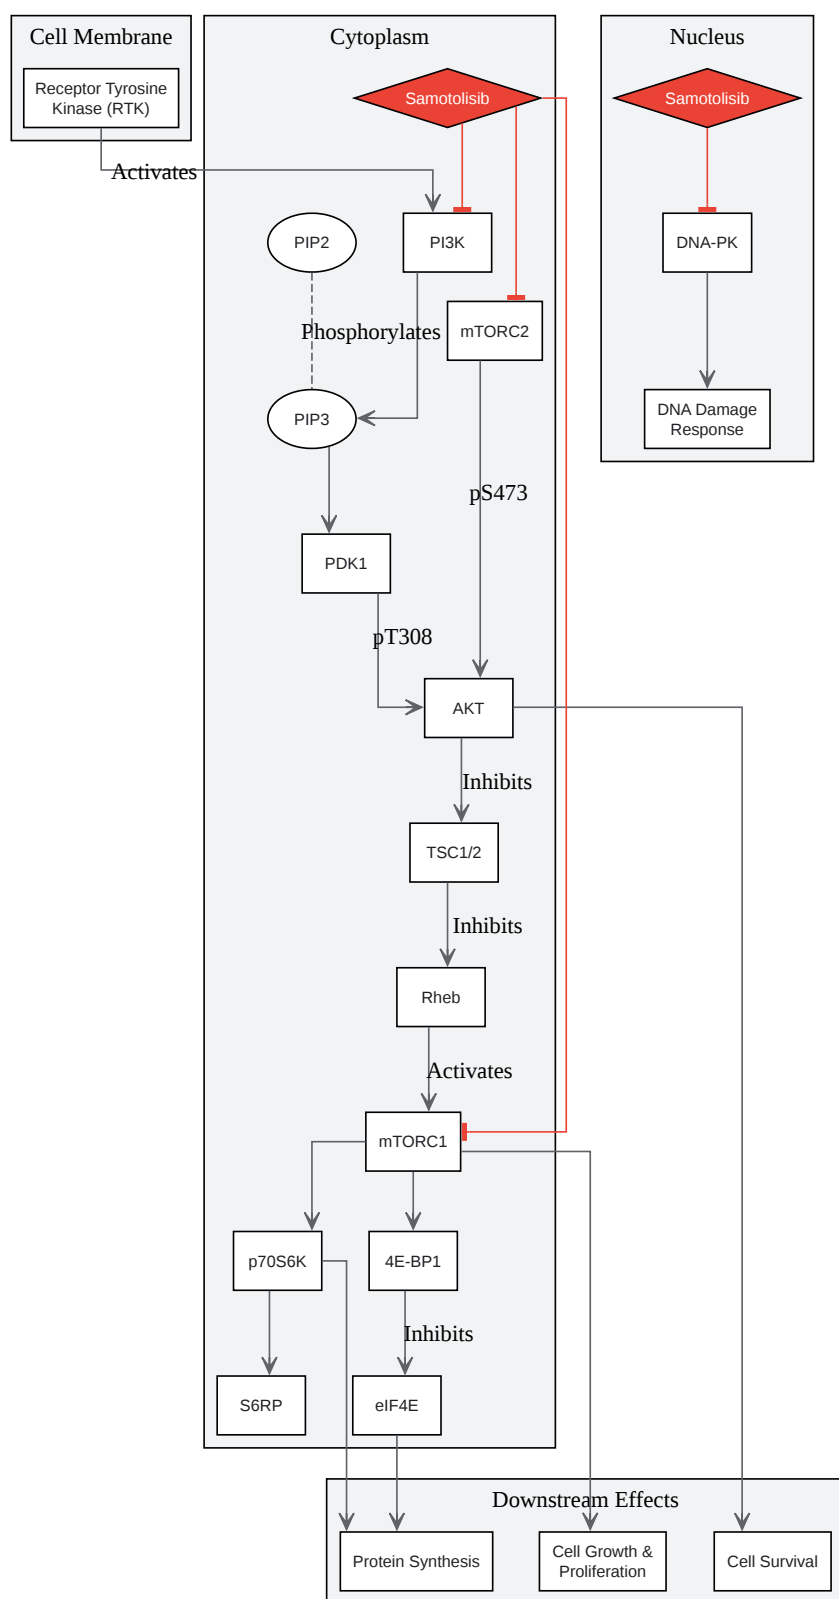 Cell Membrane
Cytoplasm
Nucleus
Receptor Tyrosine
Kinase (RTK)
Samotolisib
Samotolisib
Activates
PIP2
PI3K
DNA-PK
Phosphorylates
mTORC2
PIP3
DNA Damage
Response
pS473
PDK1
pT308
AKT
Inhibits
TSC1/2
Inhibits
Rheb
Activates
mTORC1
p70S6K
4E-BP1
Inhibits
S6RP
eIF4E
Downstream Effects
Protein Synthesis
Cell Growth &
Proliferation
Cell Survival